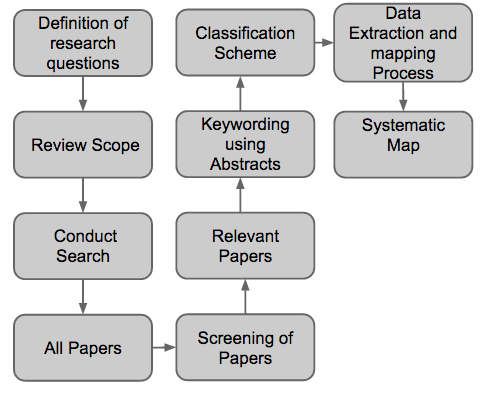 Definition of
research
questions
Review Scope
Conduct
Search
All Papers
Screening of
Papers
Relevant
Papers
Keywording
using
Abstracts
Classification
Scheme
Data
Extraction and
mapping
Process
Systematic
Map